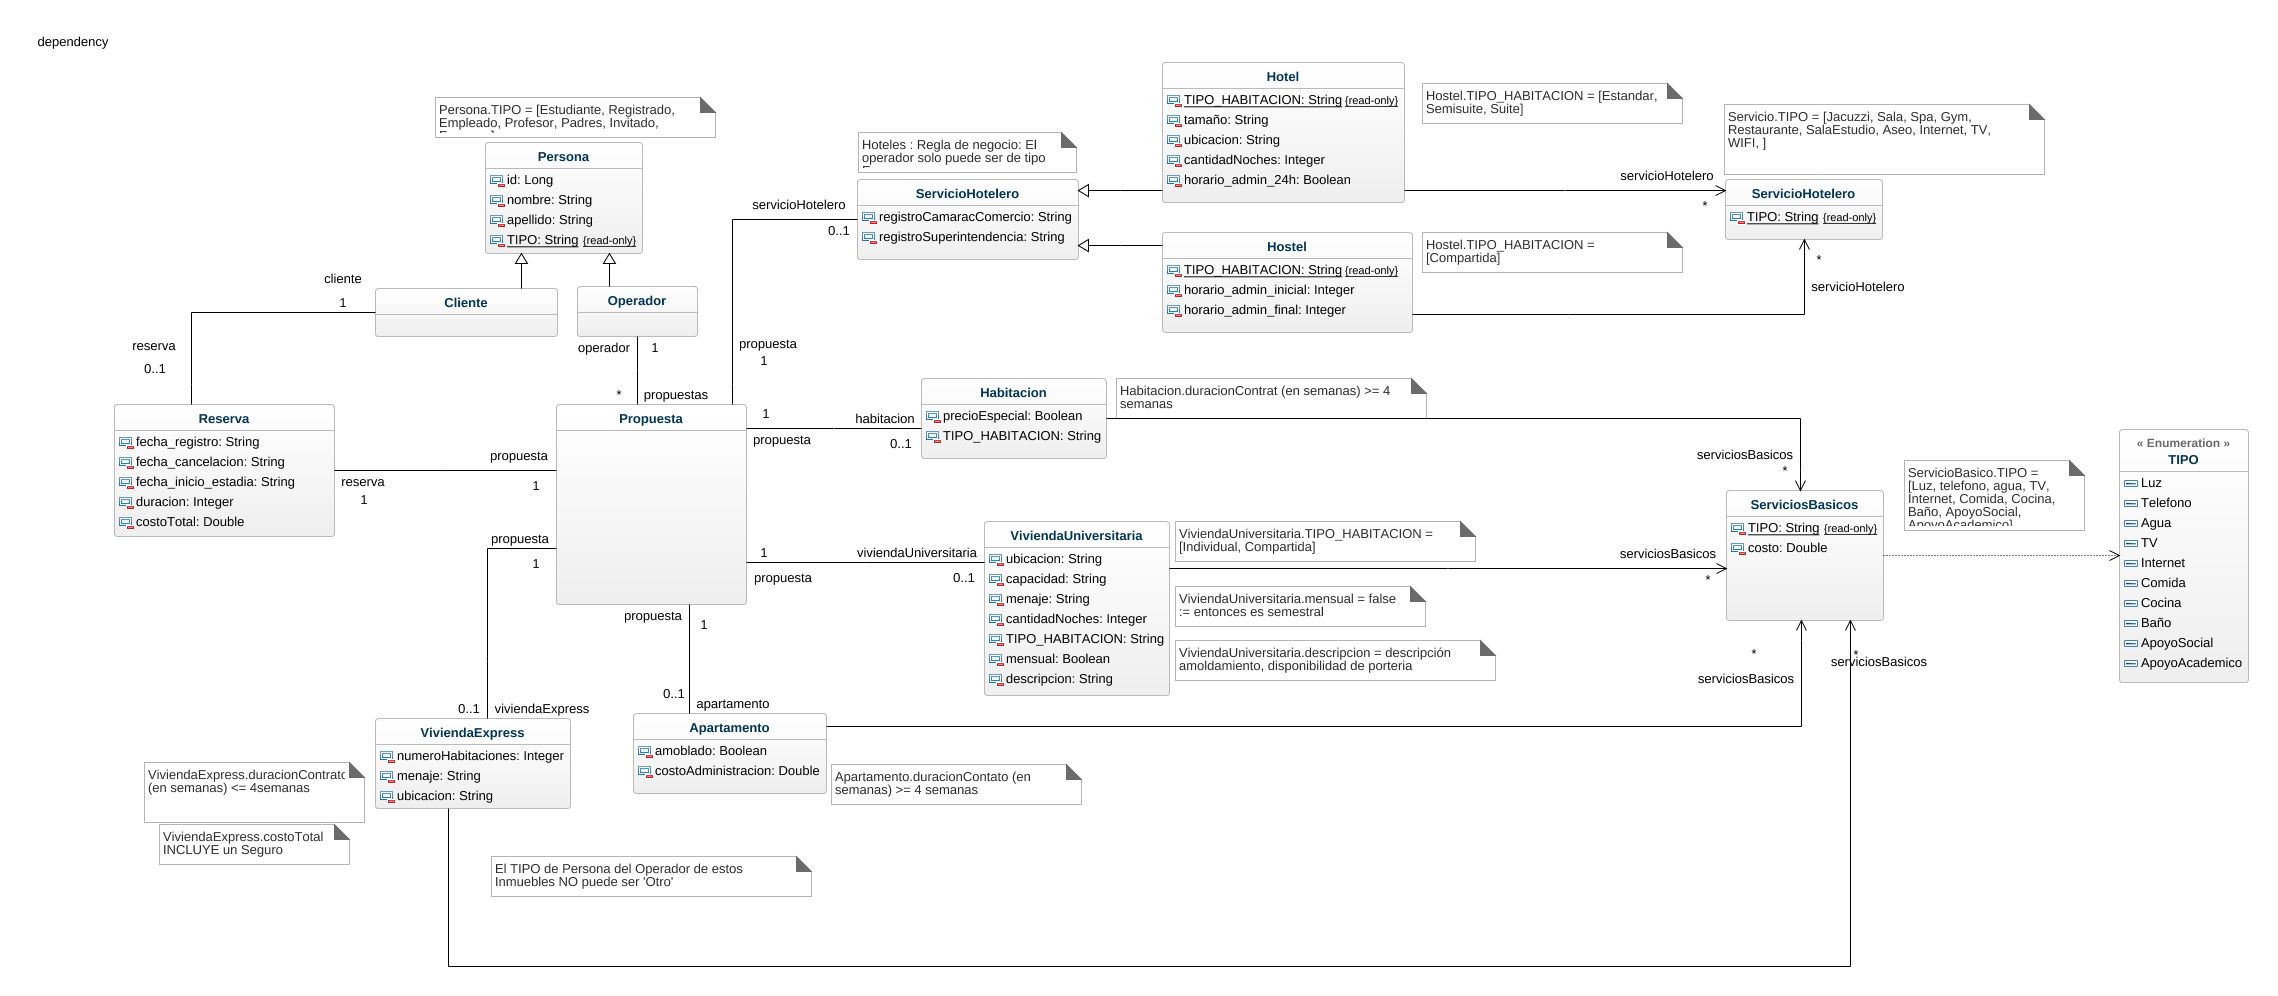 dependency
Persona.TIPO = [Estudiante, Registrado,
Empleado, Profesor, Padres, Invitado,
Persona
id: Long
nombre: String
apellido: String
TIPO: String {read-only}
Hoteles : Regla de negocio: El
operador solo puede ser de tipo
ServicioHotelero
registroCamaracComercio: String
registroSuperintendencia: String
Hotel
TIPO_HABITACION: String {read-only}
tamaño: String
ubicacion: String
cantidadNoches: Integer
horario_admin_24h: Boolean
Hostel.TIPO_HABITACION = [Estandar,
Semisuite, Suite]
Servicio.TIPO = [Jacuzzi, Sala, Spa, Gym,
Restaurante, SalaEstudio, Aseo, Internet, TV,
WIFI, ]
servicioHotelero
*
ServicioHotelero
TIPO: String {read-only}
*
servicioHotelero
Hostel
TIPO_HABITACION: String {read-only}
horario_admin_inicial: Integer
horario_admin_final: Integer
Hostel.TIPO_HABITACION =
[Compartida]
servicioHotelero
0..1
cliente
1
Cliente
Operador
operador
1
reserva
0..1
propuesta
1
*
propuestas
Reserva
fecha_registro: String
fecha_cancelacion: String
fecha_inicio_estadia: String
duracion: Integer
costoTotal: Double
reserva
1
propuesta
1
Propuesta
1
propuesta
habitacion
0..1
Habitacion
precioEspecial: Boolean
TIPO_HABITACION: String
Habitacion.duracionContrat (en semanas) >= 4
semanas
serviciosBasicos
*
ServiciosBasicos
TIPO: String {read-only}
costo: Double
ServicioBasico.TIPO =
[Luz, telefono, agua, TV,
Internet, Comida, Cocina,
Baño, ApoyoSocial,
ApoyoAcademico]
« Enumeration »
TIPO
Luz
Telefono
Agua
TV
Internet
Comida
Cocina
Baño
ApoyoSocial
ApoyoAcademico
propuesta
1
1
propuesta
viviendaUniversitaria
0..1
ViviendaUniversitaria
ubicacion: String
capacidad: String
menaje: String
cantidadNoches: Integer
TIPO_HABITACION: String
mensual: Boolean
descripcion: String
ViviendaUniversitaria.TIPO_HABITACION =
[Individual, Compartida]
serviciosBasicos
*
ViviendaUniversitaria.mensual = false
:= entonces es semestral
ViviendaUniversitaria.descripcion = descripción
amoldamiento, disponibilidad de porteria
propuesta
1
*
serviciosBasicos
*
serviciosBasicos
0..1
apartamento
0..1
viviendaExpress
ViviendaExpress
numeroHabitaciones: Integer
menaje: String
ubicacion: String
Apartamento
amoblado: Boolean
costoAdministracion: Double
ViviendaExpress.duracionContrato
(en semanas) <= 4semanas
Apartamento.duracionContato (en
semanas) >= 4 semanas
ViviendaExpress.costoTotal
INCLUYE un Seguro
El TIPO de Persona del Operador de estos
Inmuebles NO puede ser 'Otro'